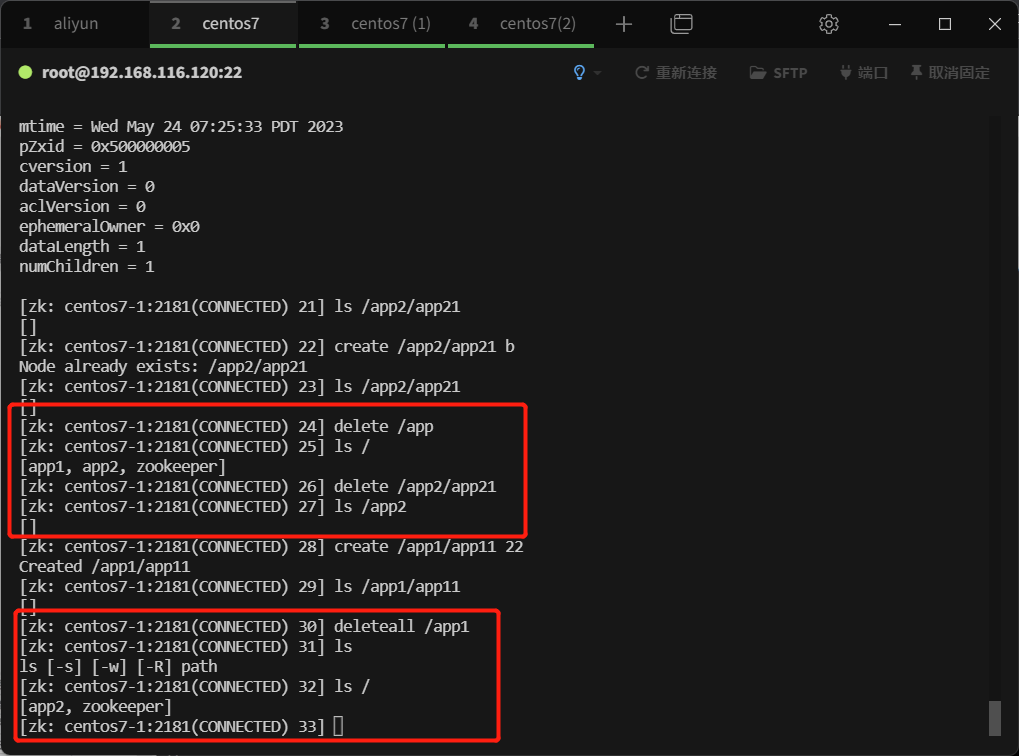 1 aliyun 2 centos7 3 centos7 (1) 4 centos7(2)
root@192.168.116.120:22 重新连接 SFTP 端口 取消固定
mtime = Wed May 24 07:25:33 PDT 2023
pZxid = 0x500000005
cversion = 1
dataVersion = 0
aclVersion = 0
ephemeralOwner = 0x0
dataLength = 1
numChildren = 1
[zk: centos7-1:2181(CONNECTED) 21] ls /app2/app21
[]
[zk: centos7-1:2181(CONNECTED) 22] create /app2/app21 b
Node already exists: /app2/app21
[zk: centos7-1:2181(CONNECTED) 23] ls /app2/app21
[]
[zk: centos7-1:2181(CONNECTED) 24] delete /app
[zk: centos7-1:2181(CONNECTED) 25] ls /
[app1, app2, zookeeper]
[zk: centos7-1:2181(CONNECTED) 26] delete /app2/app21
[zk: centos7-1:2181(CONNECTED) 27] ls /app2
[]
[zk: centos7-1:2181(CONNECTED) 28] create /app1/app11 22
Created /app1/app11
[zk: centos7-1:2181(CONNECTED) 29] ls /app1/app11
[]
[zk: centos7-1:2181(CONNECTED) 30] deleteall /app1
[zk: centos7-1:2181(CONNECTED) 31] ls
ls [-s] [-w] [-R] path
[zk: centos7-1:2181(CONNECTED) 32] ls /
[app2, zookeeper]
[zk: centos7-1:2181(CONNECTED) 33]